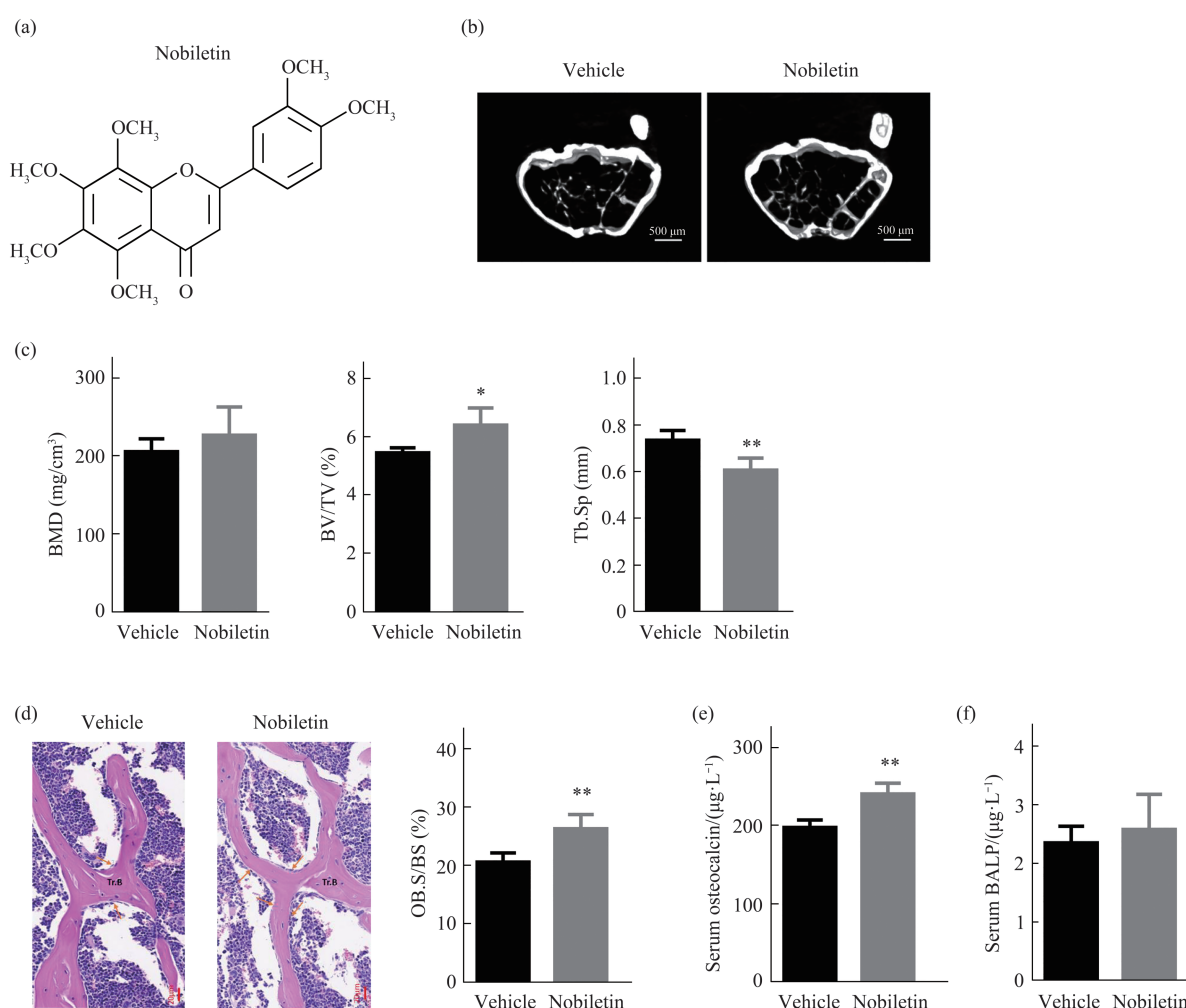 (a)
Nobiletin
OCH3
OCH3
OCH3
H3CO
O
H3CO
OCH3
O
(b)
Vehicle
Nobiletin
500 μm
500 μm
(c)
300
200
100
0
BMD (mg/cm³)
Vehicle
Nobiletin
8
6
4
2
0
BV/TV (%)
*
Vehicle
Nobiletin
1.0
0.8
0.6
0.4
0.2
0
Tb.Sp (mm)
**
Vehicle
Nobiletin
(d)
Vehicle
Nobiletin
Tr.B
Tr.B
40
30
20
10
0
OB.S/BS (%)
**
Vehicle
Nobiletin
(e)
300
200
100
0
Serum osteocalcin/(μg·L⁻¹)
**
Vehicle
Nobiletin
(f)
4
3
2
1
0
Serum BALP/(μg·L⁻¹)
Vehicle
Nobiletin